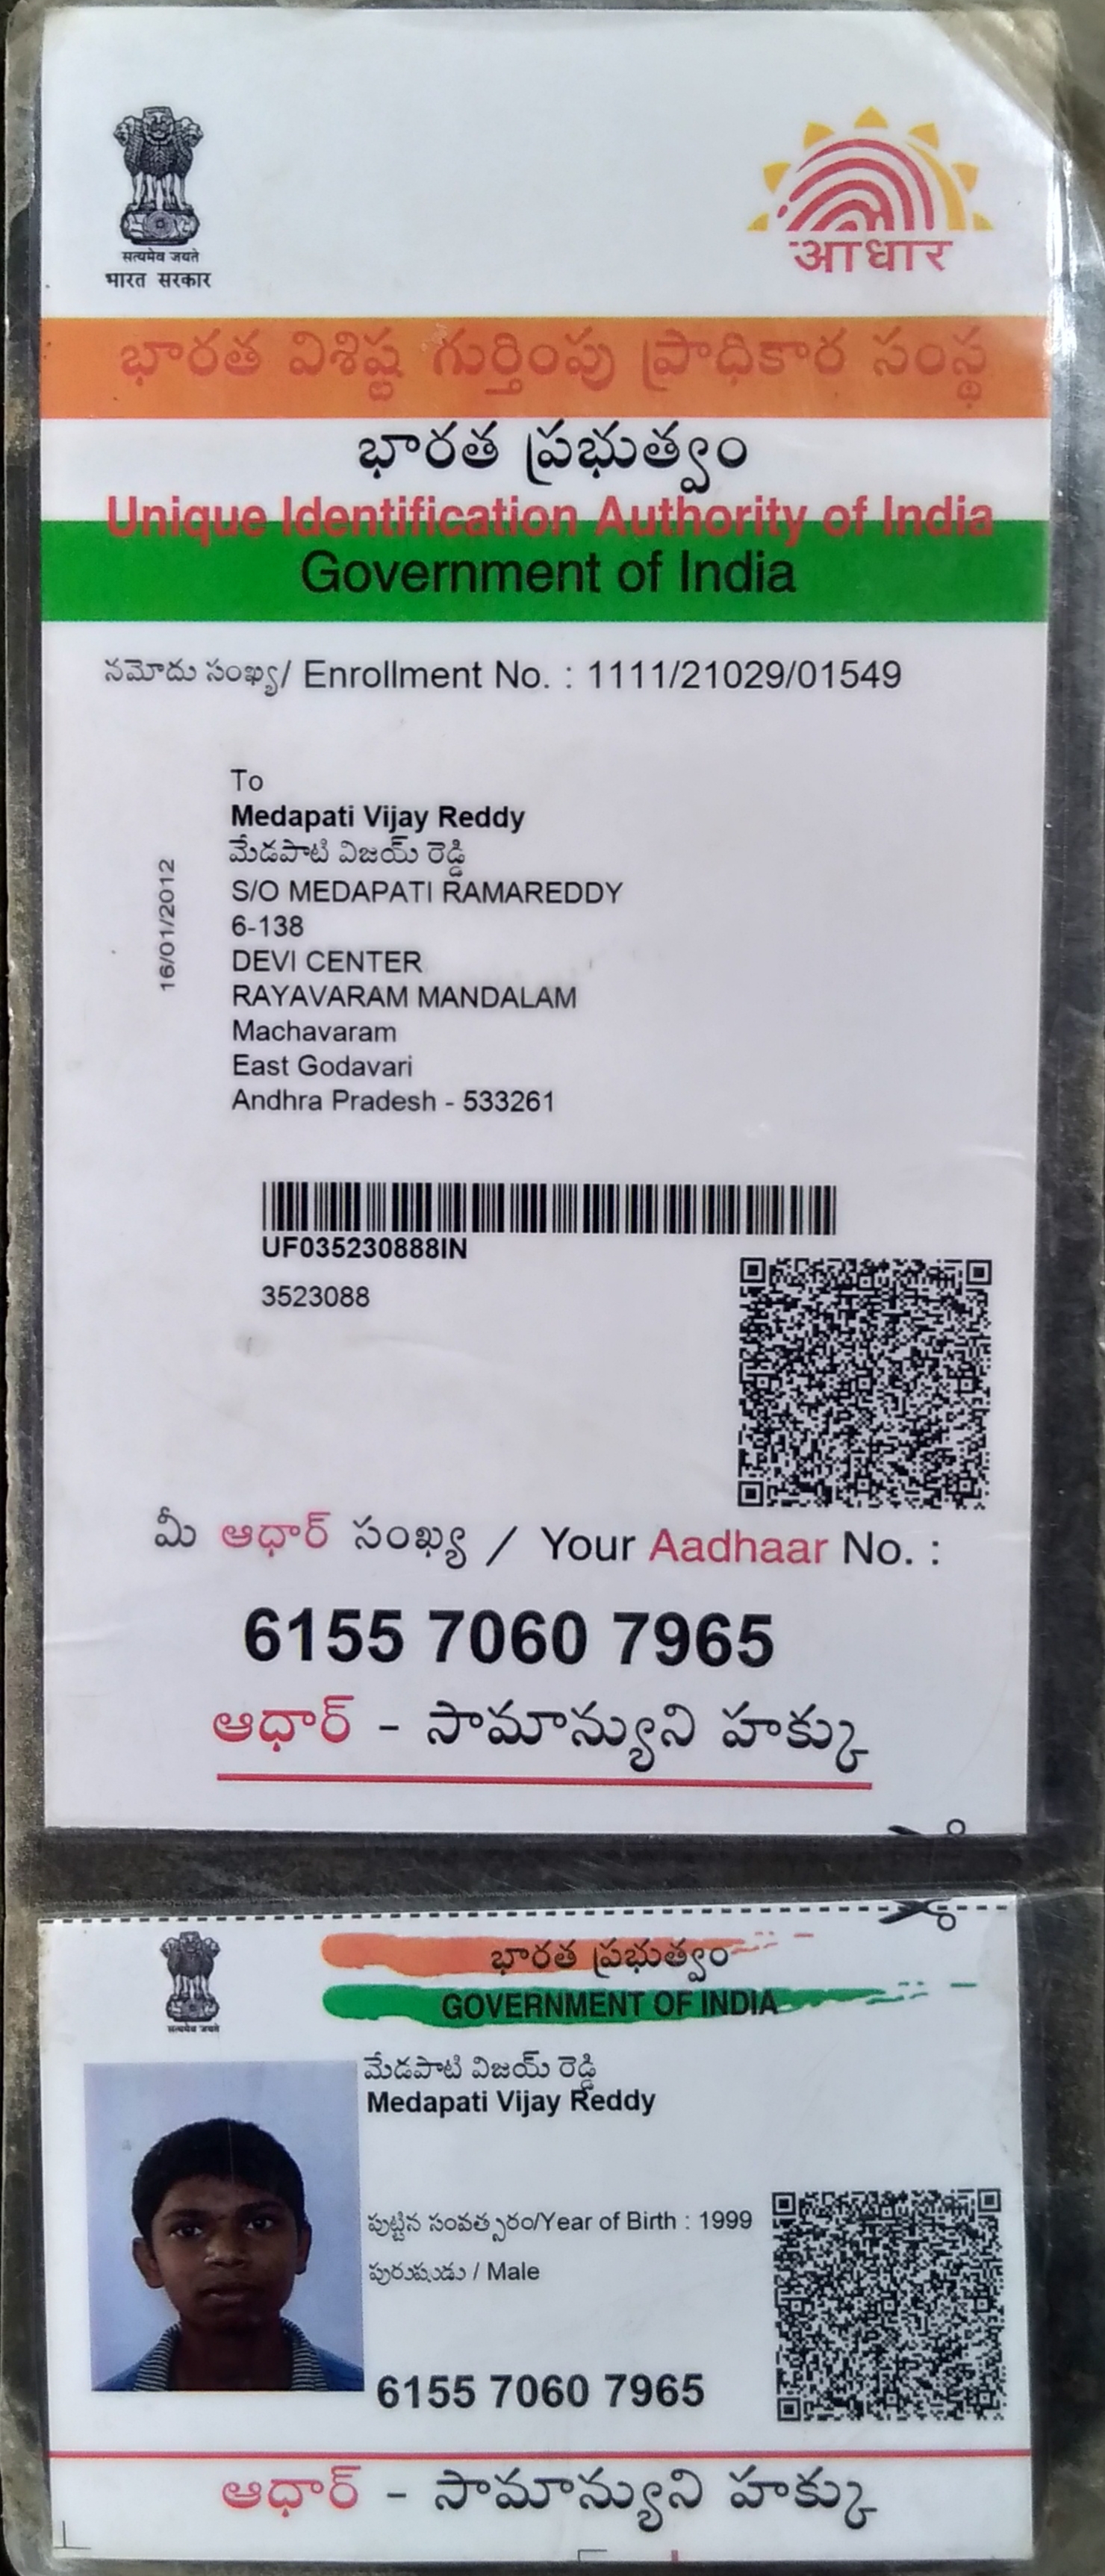 सत्यमेव जयते
भारत सरकार
आधार
భారత విశిష్ట గుర్తింపు ప్రాధికార సంస్థ
భారత ప్రభుత్వం
Unique Identification Authority of India
Government of India
నమోదు సంఖ్య/ Enrollment No. : 1111/21029/01549
16/01/2012
To
Medapati Vijay Reddy
మేడపాటి విజయ్ రెడ్డి
S/O MEDAPATI RAMAREDDY
6-138
DEVI CENTER
RAYAVARAM MANDALAM
Machavaram
East Godavari
Andhra Pradesh - 533261
UF035230888IN
3523088
మీ ఆధార్ సంఖ్య / Your Aadhaar No. :
6155 7060 7965
ఆధార్ - సామాన్యుని హక్కు
సత్యमेव जयते
భారత ప్రభుత్వం
GOVERNMENT OF INDIA
మేడపాటి విజయ్ రెడ్డి
Medapati Vijay Reddy
పుట్టిన సంవత్సరం/Year of Birth : 1999
పురుషుడు / Male
6155 7060 7965
ఆధార్ - సామాన్యుని హక్కు